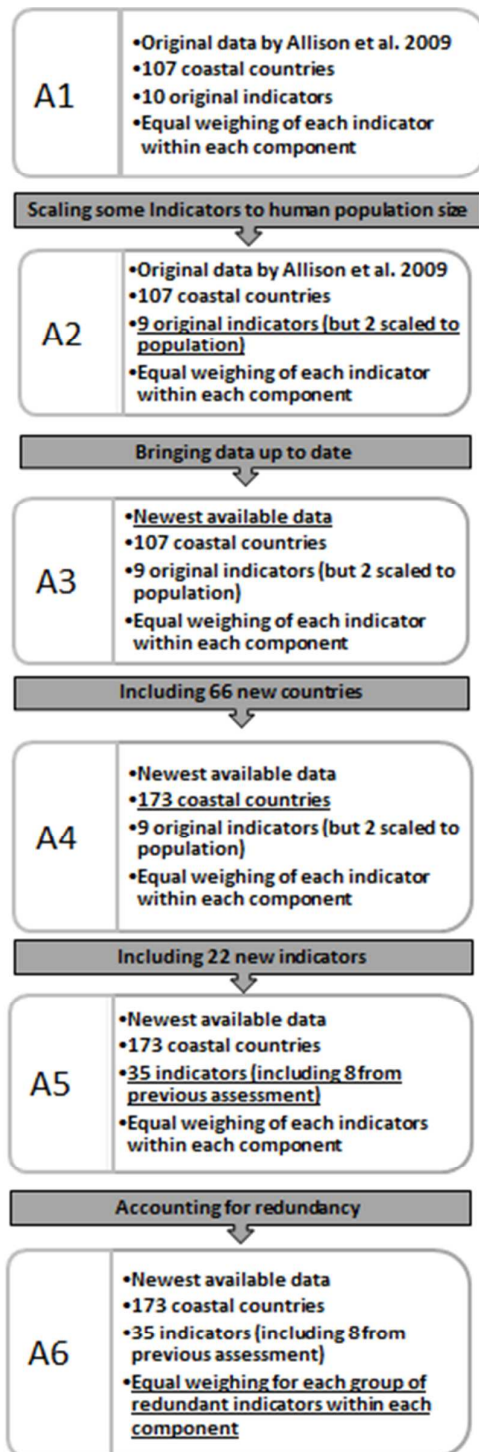 A1
•Original data by Allison et al. 2009
•107 coastal countries
•10 original indicators
•Equal weighing of each indicator
within each component
Scaling some Indicators to human population size
A2
•Original data by Allison et al. 2009
•107 coastal countries
•9 original indicators (but 2 scaled to
population)
•Equal weighing of each indicator
within each component
Bringing data up to date
A3
•Newest available data
•107 coastal countries
•9 original indicators (but 2 scaled to
population)
•Equal weighing of each indicator
within each component
Including 66 new countries
A4
•Newest available data
•173 coastal countries
•9 original indicators (but 2 scaled to
population)
•Equal weighing of each indicator
within each component
Including 22 new indicators
A5
•Newest available data
•173 coastal countries
•35 indicators (including 8 from
previous assessment)
•Equal weighing of each indicators
within each component
Accounting for redundancy
A6
•Newest available data
•173 coastal countries
•35 indicators (including 8 from
previous assessment)
•Equal weighing for each group of
redundant indicators within each
component